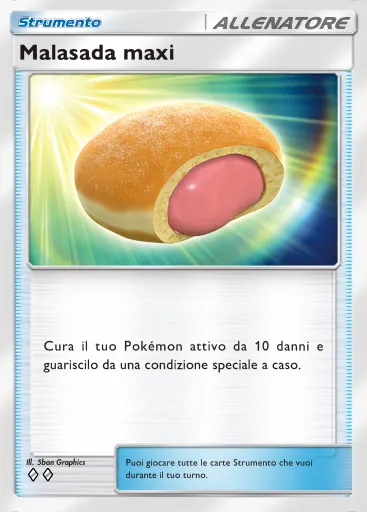 Strumento
ALLENATORE
Malasada maxi
Cura il tuo Pokémon attivo da 10 danni e
guariscilo da una condizione speciale a caso.
Ill. 5ban Graphics
Puoi giocare tutte le carte Strumento che vuoi
durante il tuo turno.